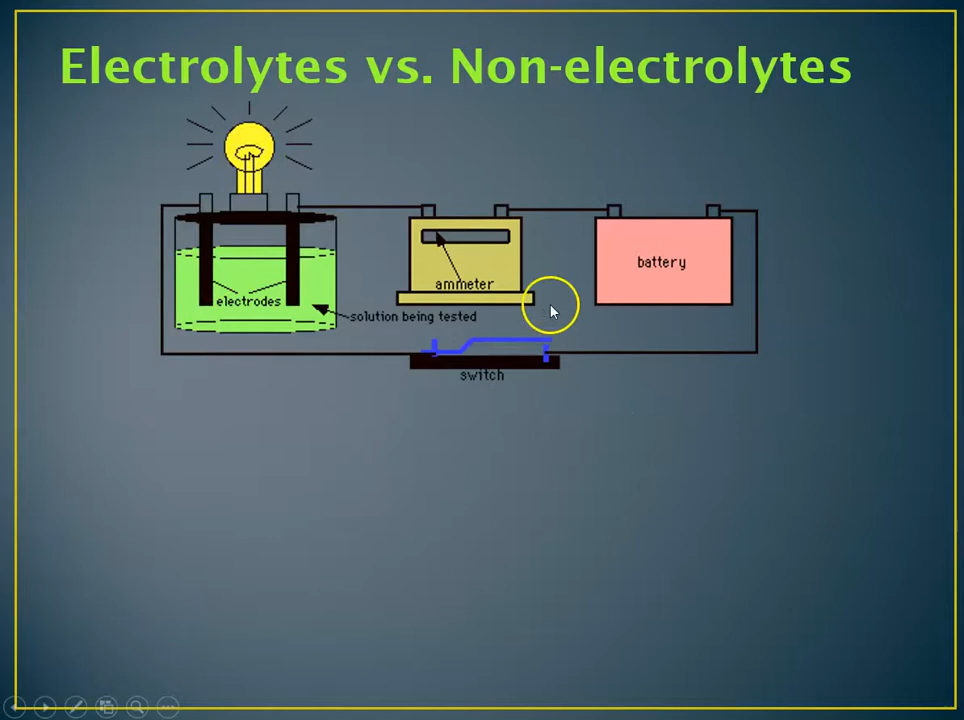 Electrolytes vs. Non-electrolytes
battery
ammeter
electrodes
solution being tested
switch